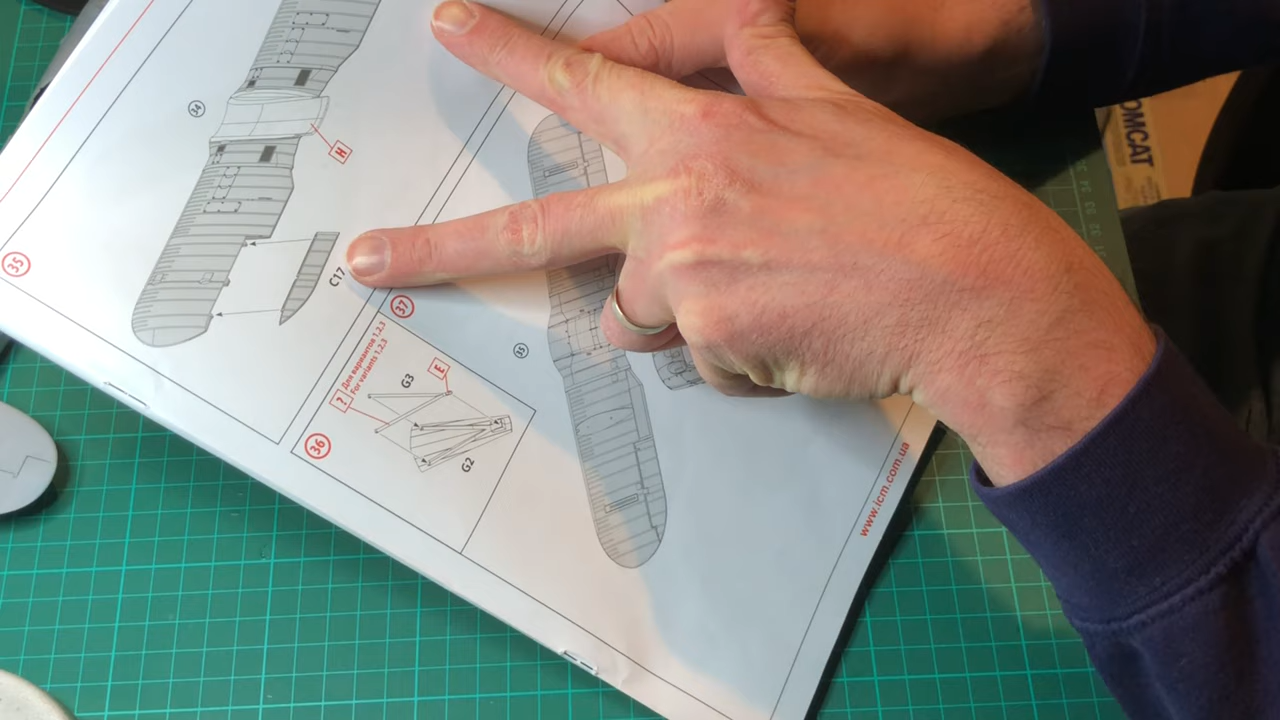 34
H
35
C17
37
Для вариантов 1,2,3
For variants 1,2,3
?
G3
E
36
G2
35
www.icm.com.ua
OMCAT